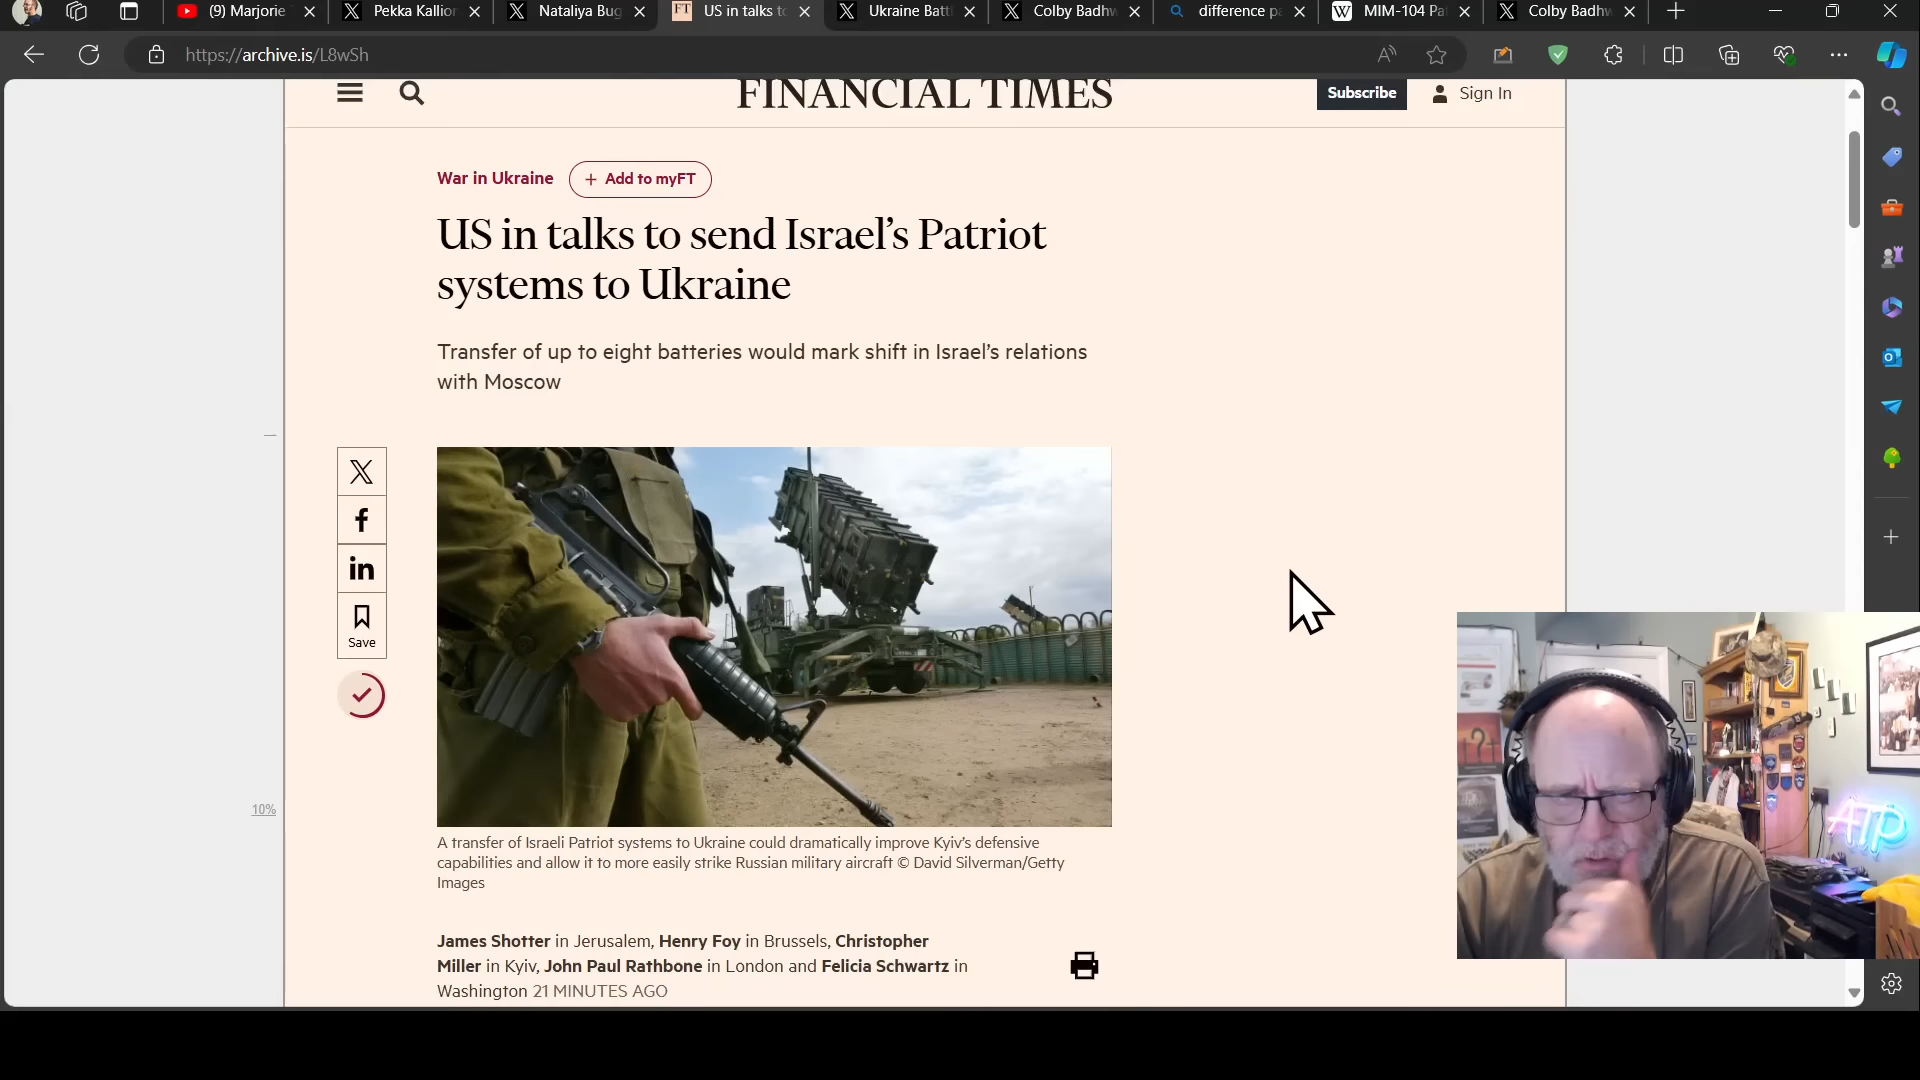 (9) Marjorie
Pekka Kallior
Nataliya Bug
US in talks to
Ukraine Batt
Colby Badhw
difference pa
MIM-104 Pa
Colby Badhw
https://archive.is/L8wSh
FINANCIAL TIMES
Subscribe
Sign In
War in Ukraine
+ Add to myFT
US in talks to send Israel’s Patriot
systems to Ukraine
Transfer of up to eight batteries would mark shift in Israel’s relations
with Moscow
Save
10%
A transfer of Israeli Patriot systems to Ukraine could dramatically improve Kyiv’s defensive
capabilities and allow it to more easily strike Russian military aircraft © David Silverman/Getty
Images
James Shotter in Jerusalem, Henry Foy in Brussels, Christopher
Miller in Kyiv, John Paul Rathbone in London and Felicia Schwartz in
Washington 21 MINUTES AGO
ATP